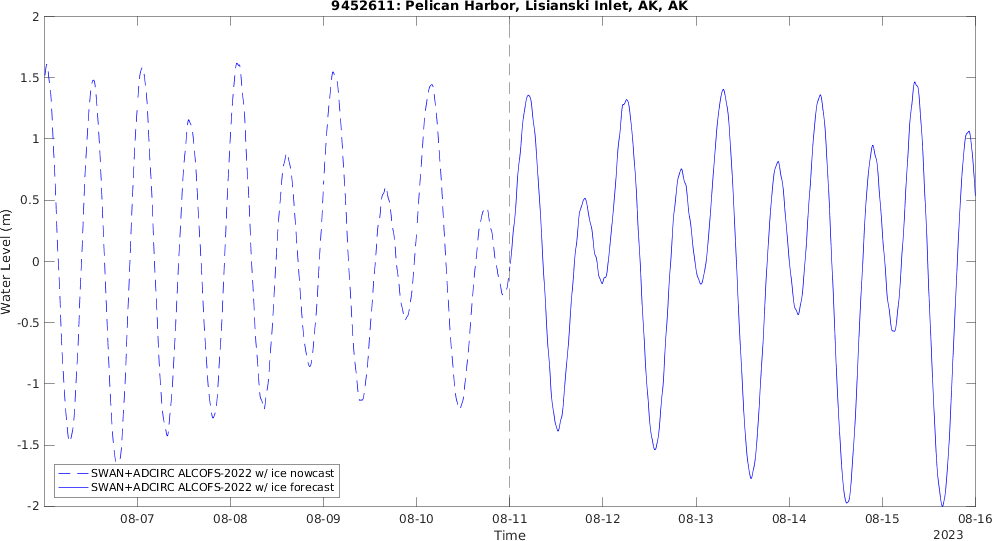 9452611: Pelican Harbor, Lisianski Inlet, AK, AK
2
1.5
1
0.5
0
-0.5
-1
-1.5
-2
Water Level (m)
SWAN+ADCIRC ALCOFS-2022 w/ ice nowcast
SWAN+ADCIRC ALCOFS-2022 w/ ice forecast
08-07 08-08 08-09 08-10 08-11 08-12 08-13 08-14 08-15 08-16
Time
2023